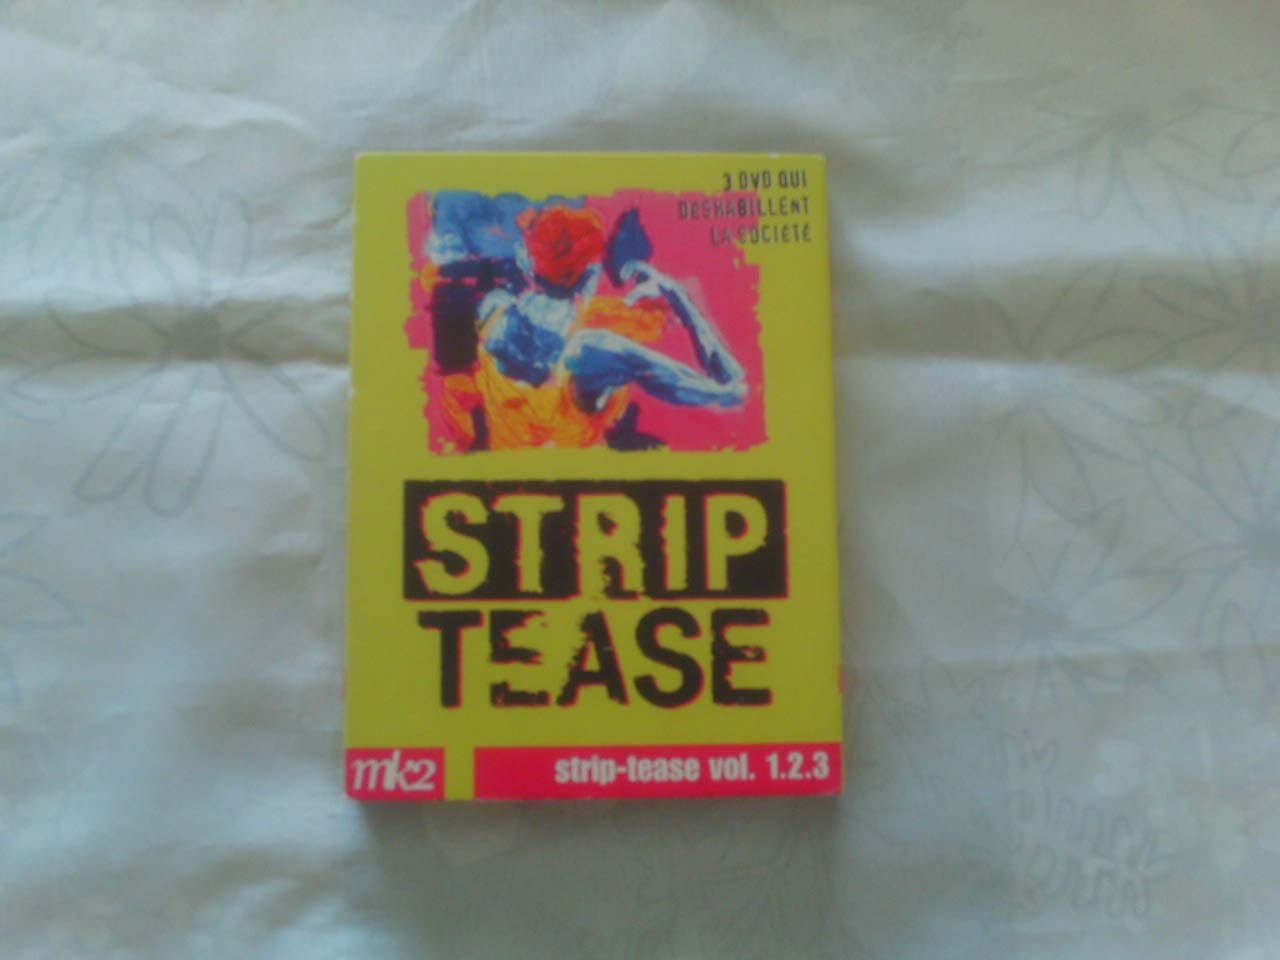 3 DVD QUI
DÉSHABILLENT
LA SOCIÉTÉ
STRIP
TEASE
mk2
strip-tease vol. 1.2.3